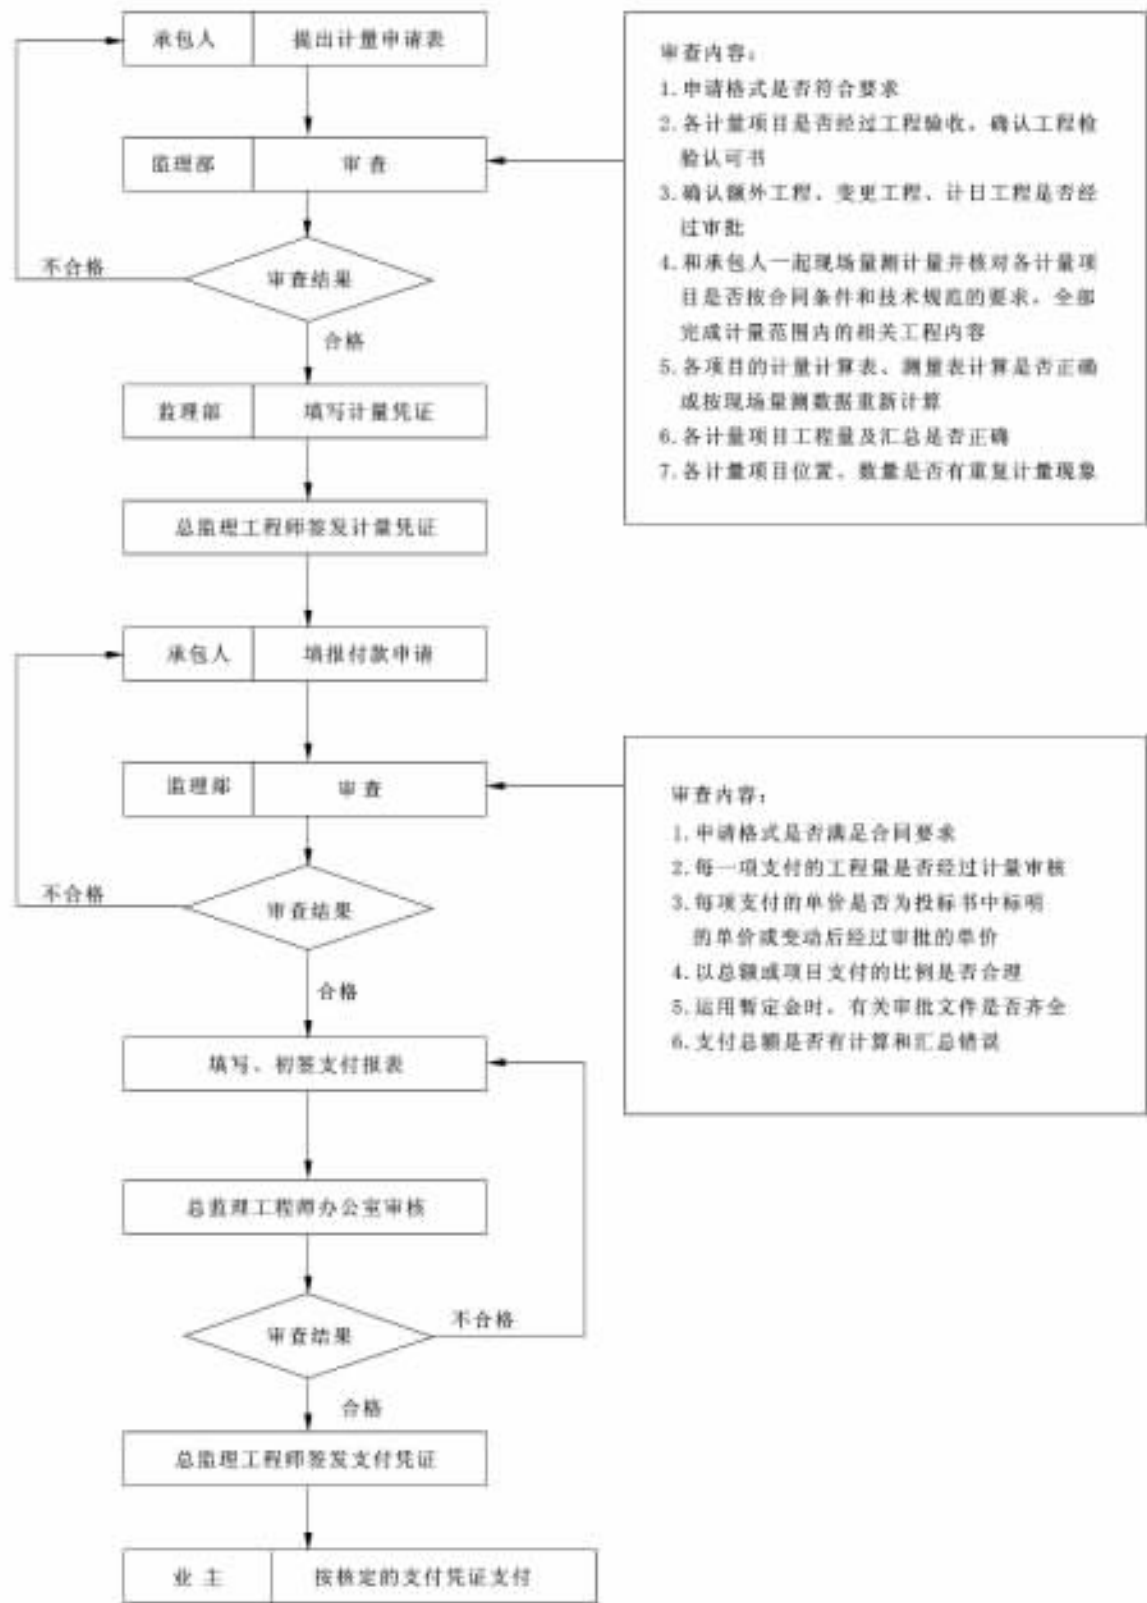 承包人 提出计量申请表
监理部 审查
不合格
审查结果
合格
监理部 填写计量凭证
总监理工程师签发计量凭证
承包人 填报付款申请
监理部 审查
不合格
审查结果
合格
填写、初签支付报表
总监理工程师办公室审核
审查结果
不合格
合格
总监理工程师签发支付凭证
业主 按核定的支付凭证支付
审查内容：
1.申请格式是否符合要求
2.各计量项目是否经过工程验收，确认工程检
验认可书
3.确认额外工程、变更工程、计日工程是否经
过审批
4.和承包人一起现场量测计量并核对各计量项
目是否按合同条件和技术规范的要求，全部
完成计量范围内的相关工程内容
5.各项目的计量计算表、测量表计算是否正确
或按现场量测数据重新计算
6.各计量项目工程量及汇总是否正确
7.各计量项目位置、数量是否有重复计量现象
审查内容：
1.申请格式是否满足合同要求
2.每一项支付的工程量是否经过计量审核
3.每项支付的单价是否为投标书中标明
的单价或变动后经过审批的单价
4.以总额或项目支付的比例是否合理
5.运用暂定金时，有关审批文件是否齐全
6.支付总额是否有计算和汇总错误